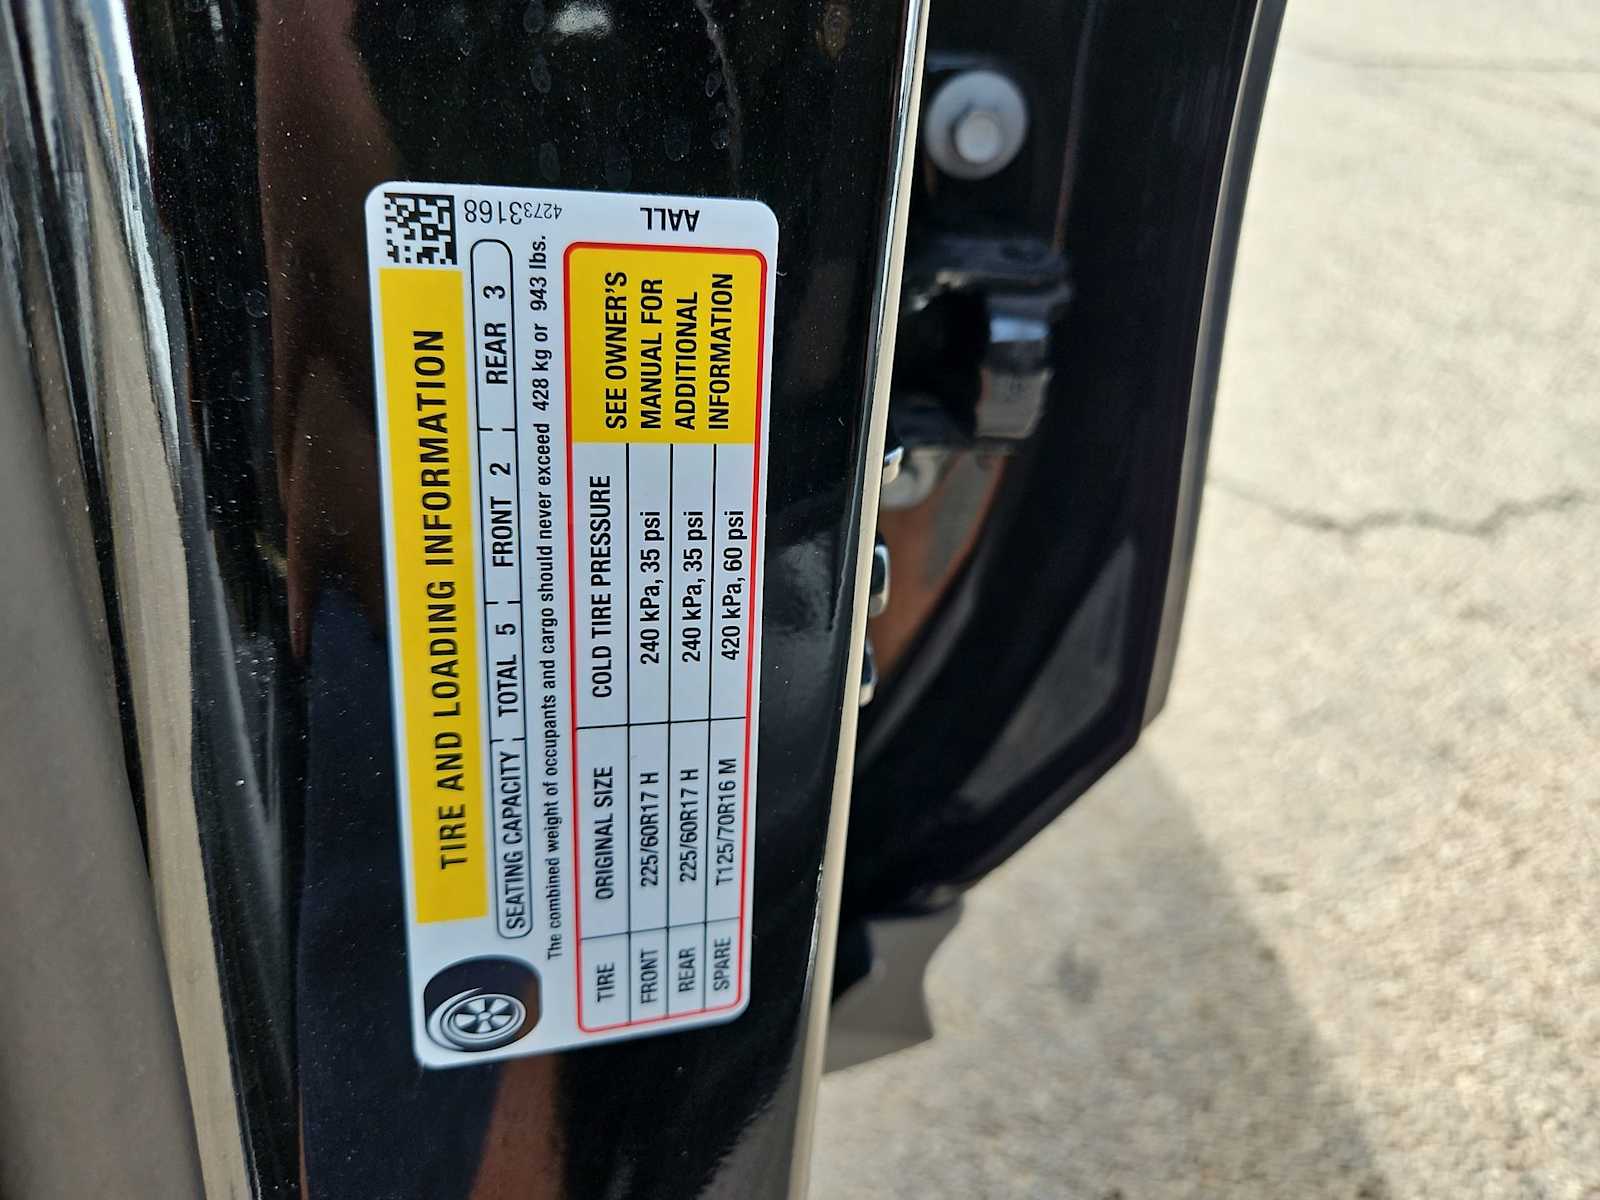 TIRE AND LOADING INFORMATION
SEATING CAPACITY TOTAL 5 FRONT 2 REAR 3
The combined weight of occupants and cargo should never exceed 428 kg or 943 lbs.
TIRE ORIGINAL SIZE COLD TIRE PRESSURE
FRONT 225/60R17 H 240 kPa, 35 psi
REAR 225/60R17 H 240 kPa, 35 psi
SPARE T125/70R16 M 420 kPa, 60 psi
SEE OWNER'S
MANUAL FOR
ADDITIONAL
INFORMATION
42733168
AALL